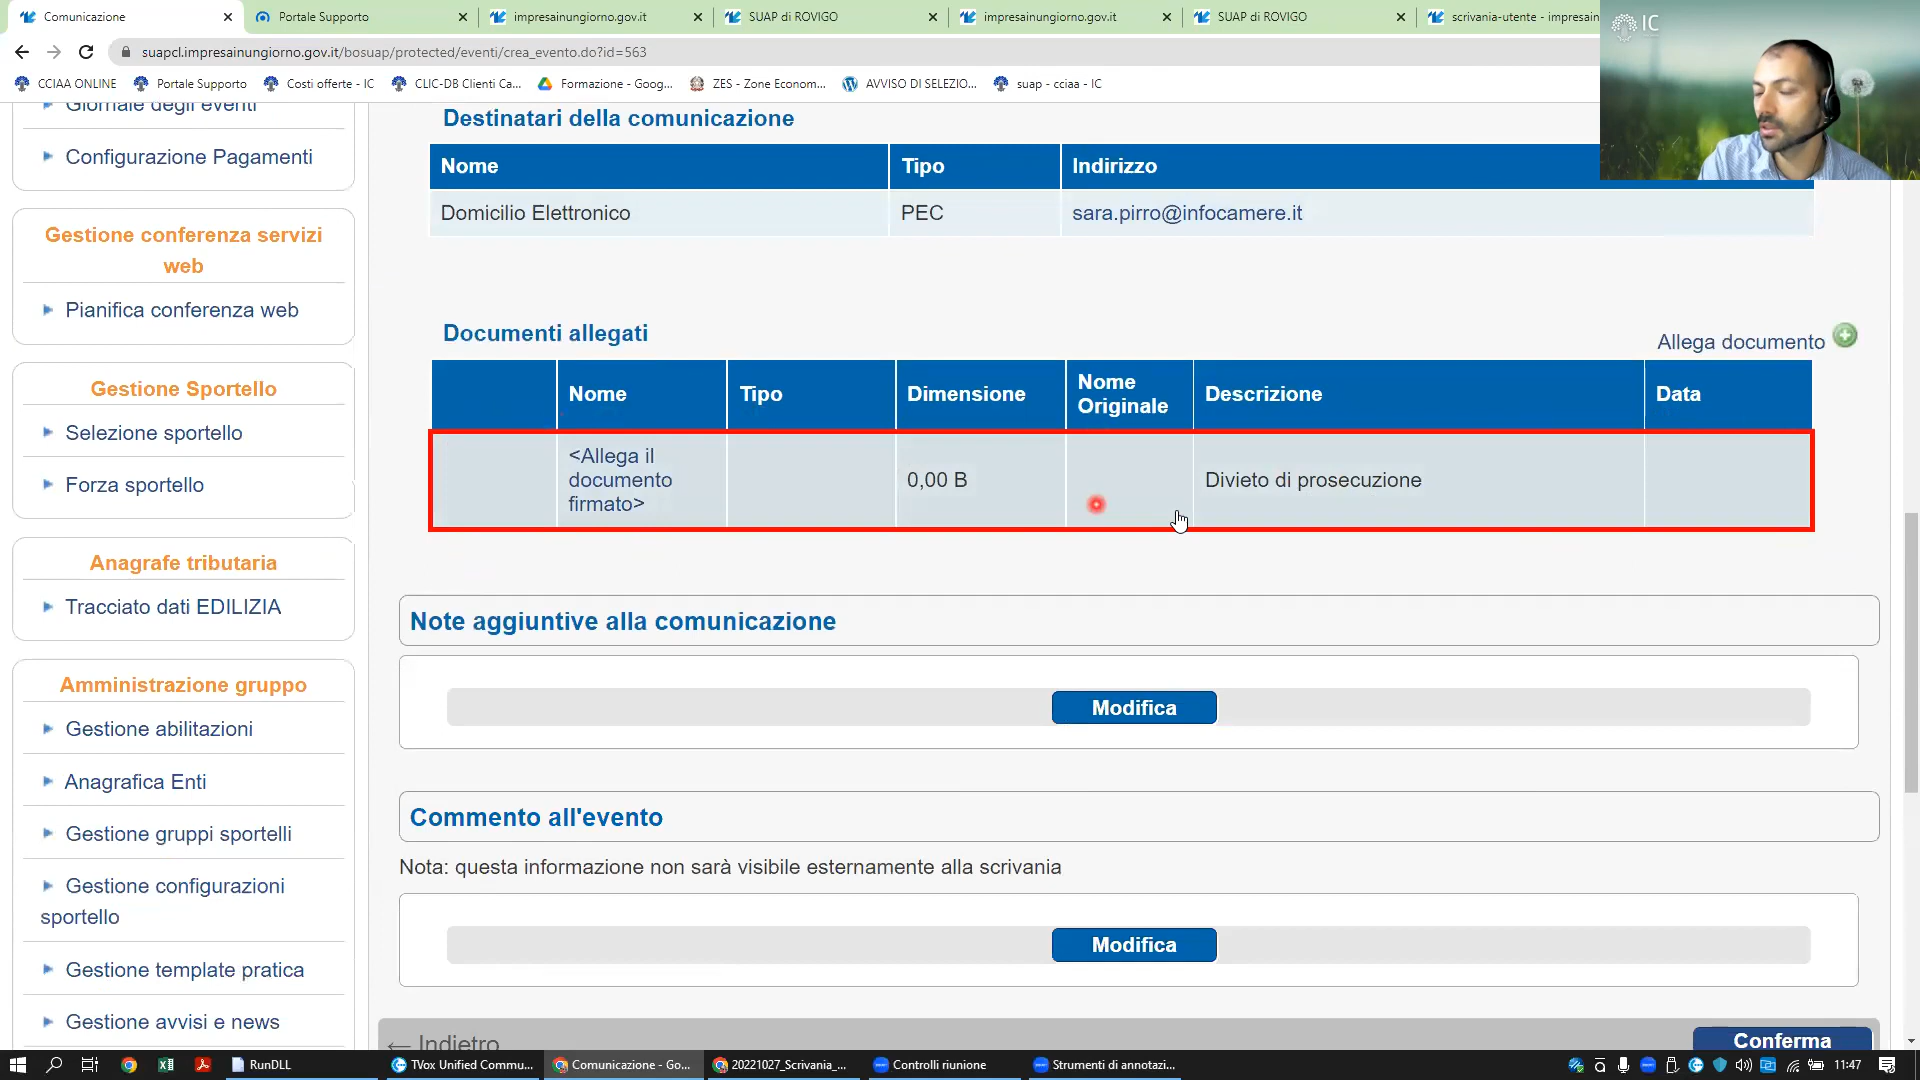 Comunicazione
Portale Supporto
impresainungiorno.gov.it
SUAP di ROVIGO
impresainungiorno.gov.it
SUAP di ROVIGO
scrivania-utente - impresain
IC
suapcl.impresainungiorno.gov.it/bosuap/protected/eventi/crea_evento.do?id=563
CCIAA ONLINE
Portale Supporto
Costi offerte - IC
CLIC-DB Clienti Ca...
Formazione - Goog...
ZES - Zone Econom...
AVVISO DI SELEZIO...
suap - cciaa - IC
Giornale degli eventi
Configurazione Pagamenti
Gestione conferenza servizi
web
Pianifica conferenza web
Gestione Sportello
Selezione sportello
Forza sportello
Anagrafe tributaria
Tracciato dati EDILIZIA
Amministrazione gruppo
Gestione abilitazioni
Anagrafica Enti
Gestione gruppi sportelli
Gestione configurazioni
sportello
Gestione template pratica
Gestione avvisi e news
Destinatari della comunicazione
Nome Tipo Indirizzo
Domicilio Elettronico PEC sara.pirro@infocamere.it
Documenti allegati
Allega documento
Nome Tipo Dimensione Nome Originale Descrizione Data
<Allega il
documento
firmato>
0,00 B
Divieto di prosecuzione
Note aggiuntive alla comunicazione
Modifica
Commento all'evento
Nota: questa informazione non sarà visibile esternamente alla scrivania
Modifica
← Indietro
Conferma
RunDLL
TVox Unified Commu...
Comunicazione - Go...
20221027_Scrivania_...
Controlli riunione
Strumenti di annotazi...
11:47